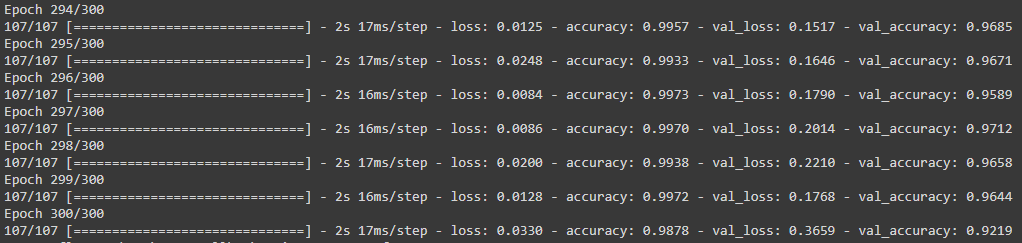 Epoch 294/300
107/107 [==============================] - 2s 17ms/step - loss: 0.0125 - accuracy: 0.9957 - val_loss: 0.1517 - val_accuracy: 0.9685
Epoch 295/300
107/107 [==============================] - 2s 17ms/step - loss: 0.0248 - accuracy: 0.9933 - val_loss: 0.1646 - val_accuracy: 0.9671
Epoch 296/300
107/107 [==============================] - 2s 16ms/step - loss: 0.0084 - accuracy: 0.9973 - val_loss: 0.1790 - val_accuracy: 0.9589
Epoch 297/300
107/107 [==============================] - 2s 16ms/step - loss: 0.0086 - accuracy: 0.9970 - val_loss: 0.2014 - val_accuracy: 0.9712
Epoch 298/300
107/107 [==============================] - 2s 17ms/step - loss: 0.0200 - accuracy: 0.9938 - val_loss: 0.2210 - val_accuracy: 0.9658
Epoch 299/300
107/107 [==============================] - 2s 16ms/step - loss: 0.0128 - accuracy: 0.9972 - val_loss: 0.1768 - val_accuracy: 0.9644
Epoch 300/300
107/107 [==============================] - 2s 17ms/step - loss: 0.0330 - accuracy: 0.9878 - val_loss: 0.3659 - val_accuracy: 0.9219